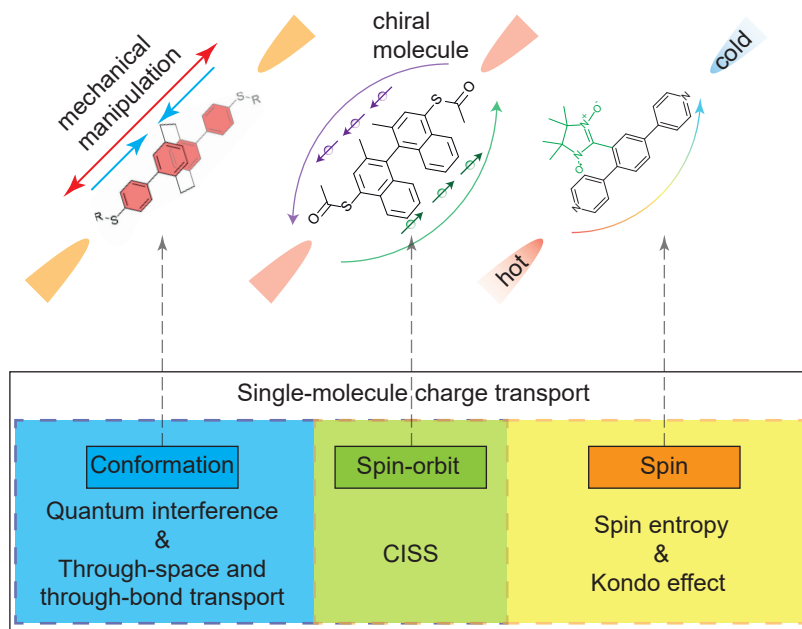 mechanical
manipulation
S-R
R-S
chiral
molecule
S
O
O
S
cold
hot
O-
N+
N
O-
N
N
Single-molecule charge transport
Conformation
Spin-orbit
Spin
Quantum interference
&
Through-space and
through-bond transport
CISS
Spin entropy
&
Kondo effect